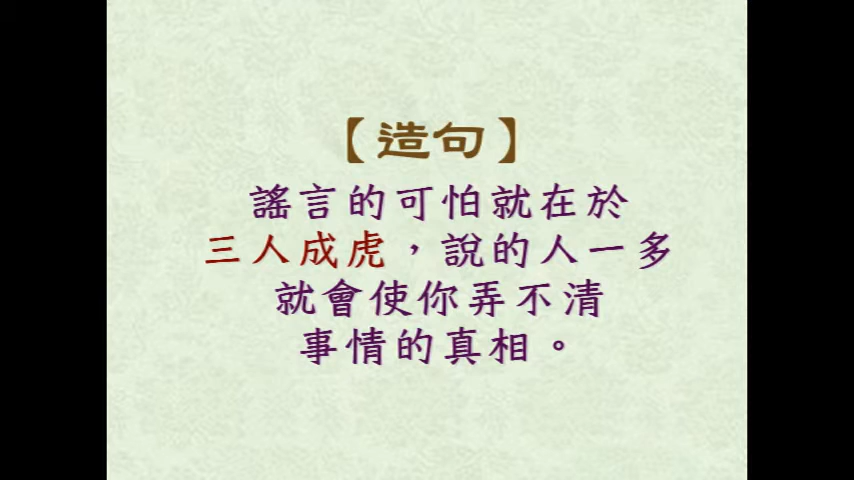 【造句】
謠言的可怕就在於
三人成虎，說的人一多
就會使你弄不清
事情的真相。